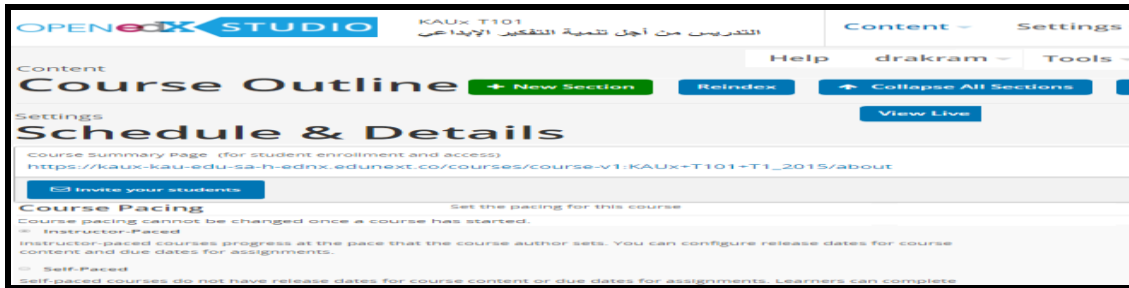 OPEN edX STUDIO
KAUx T101
التدريس من أجل تنمية التفكير الإبداعي
Content
Settings
Help
drakram
Tools
Content
Course Outline
+ New Section
Reindex
Collapse All Sections
View Live
Settings
Schedule & Details
Course Summary Page (for student enrollment and access)
https://kaux-kau-edu-sa-h-ednx.edunext.co/courses/course-v1:KAUx+T101+T1_2015/about
Invite your students
Course Pacing
Set the pacing for this course
Course pacing cannot be changed once a course has started.
Instructor-Paced
Instructor-paced courses progress at the pace that the course author sets. You can configure release dates for course
content and due dates for assignments.
Self-Paced
Self-paced courses do not have release dates for course content or due dates for assignments. Learners can complete